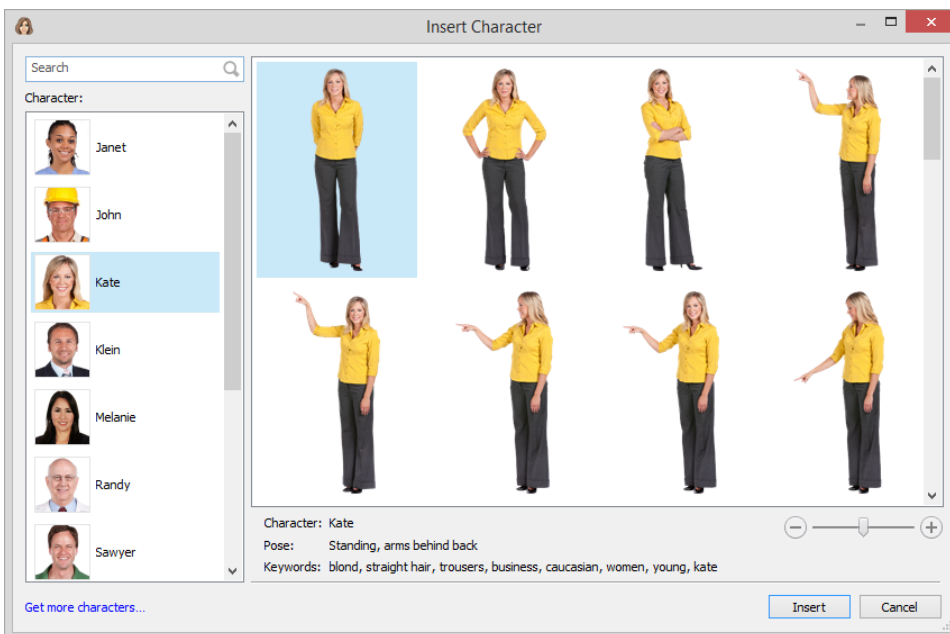 Insert Character
Search
Character:
Janet
John
Kate
Klein
Melanie
Randy
Sawyer
Character: Kate
Pose: Standing, arms behind back
Keywords: blond, straight hair, trousers, business, caucasian, women, young, kate
Get more characters...
Insert
Cancel